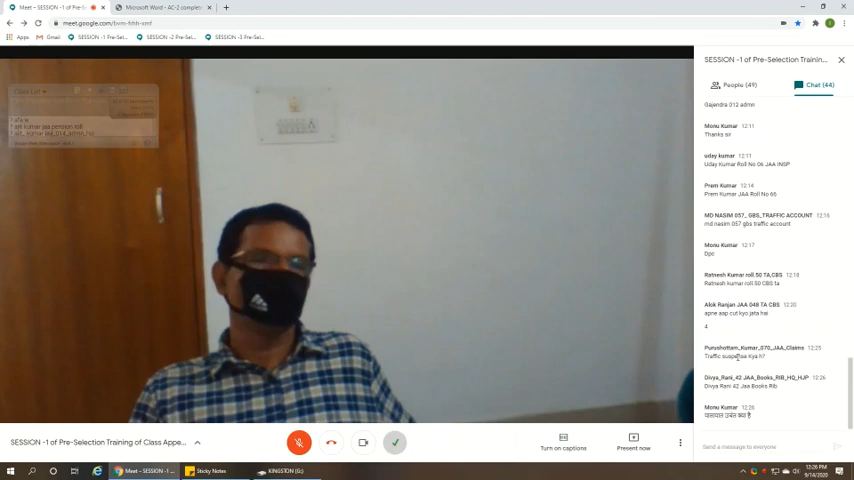 Meet – SESSION -1 of Pre-S
Microsoft Word - AC-2 complen
meet.google.com/bvm-hhh-xmf
Apps
Gmail
SESSION -1 Pre-Sel...
SESSION -2 Pre-Sel...
SESSION -3 Pre-Sel...
SESSION -1 of Pre-Selection Trainin...
People (49)
Chat (44)
Gajendra 012 admn
Monu Kumar 12:11
Thanks sir
uday kumar 12:11
Uday Kumar Roll No 06 JAA INSP
Prem Kumar 12:14
Prem Kumar JAA Roll No 66
MD NASIM 057_ GBS_TRAFFIC ACCOUNT 12:16
md nasim 057 gbs traffic account
Monu Kumar 12:17
Dpc
Ratnesh Kumar roll.50 TA,CBS 12:18
Ratnesh kumar roll 50 CBS ta
Alok Ranjan JAA 048 TA CBS 12:20
apne aap cut kyo jata hai
4
Purushottam_Kumar_070_JAA_Claims 12:25
Traffic suspense Kya h?
Divya_Rani_42 JAA_Books_RIB_HQ_HJP 12:26
Divya Rani 42 Jaa Books Rib
Monu Kumar 12:26
क्या है
Send a message to everyone
SESSION -1 of Pre-Selection Training of Class Appe...
Turn on captions
Present now
Meet – SESSION -1 ...
Sticky Notes
KINGSTON (G:)
12:26 PM
9/14/2020